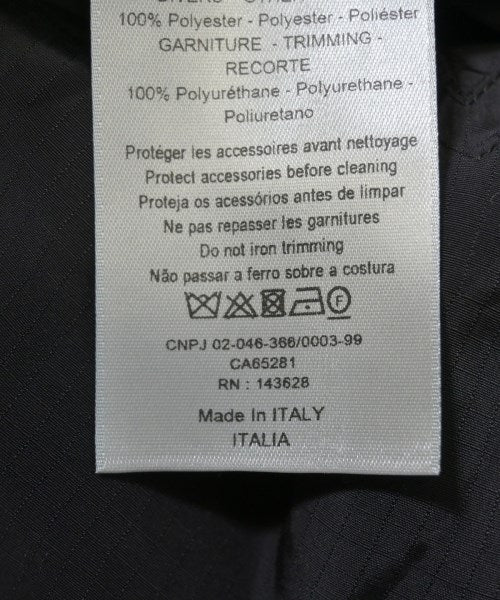 100% Polyester - Polyester - Poliéster
GARNITURE - TRIMMING -
RECORTE
100% Polyuréthane - Polyurethane -
Poliuretano
Protéger les accessoires avant nettoyage
Protect accessories before cleaning
Proteja os acessórios antes de limpar
Ne pas repasser les garnitures
Do not iron trimming
Não passar a ferro sobre a costura
F
CNPJ 02-046-366/0003-99
CA65281
RN : 143628
Made In ITALY
ITALIA